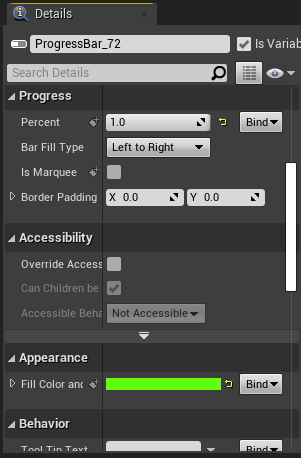 Details
ProgressBar_72
Is Variab
Search Details
Progress
Percent 1.0 Bind
Bar Fill Type Left to Right
Is Marquee
Border Padding X 0.0 Y 0.0
Accessibility
Override Access
Can Children be
Accessible Beha Not Accessible
Appearance
Fill Color and Bind
Behavior
Tool Tip Text Bind